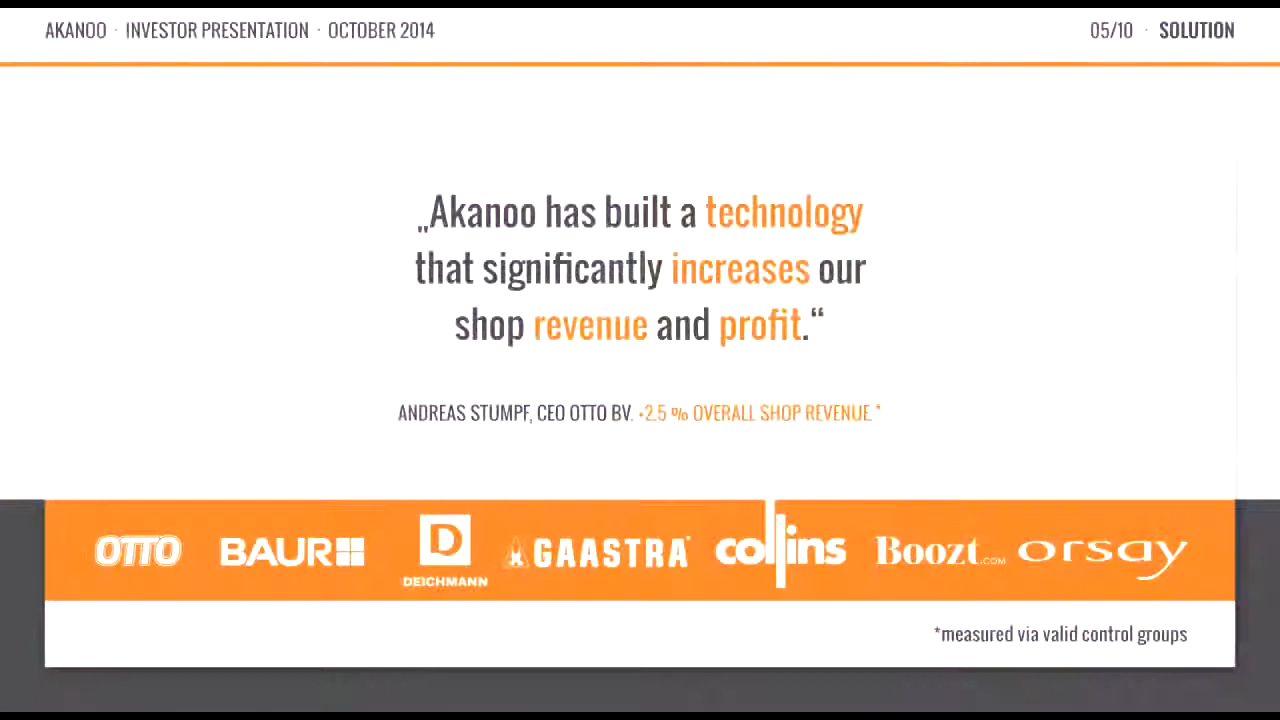 AKANOO · INVESTOR PRESENTATION · OCTOBER 2014
05/10 · SOLUTION
„Akanoo has built a technology
that significantly increases our
shop revenue and profit.“
ANDREAS STUMPF, CEO OTTO BV. +2,5 % OVERALL SHOP REVENUE.*
OTTO BAUR D DEICHMANN GAASTRA collins Boozt.COM orsay
*measured via valid control groups